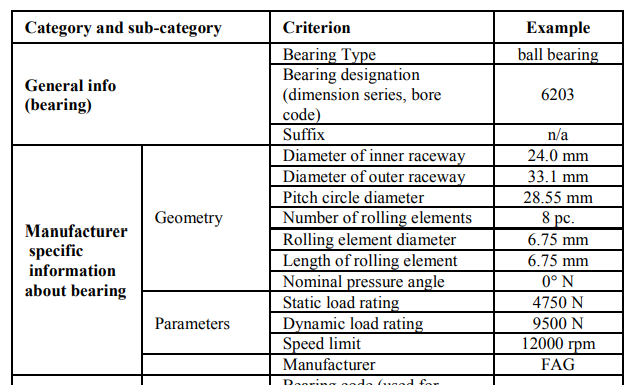 Category and sub-category Criterion Example
General info
(bearing)
Bearing Type ball bearing
Bearing designation
(dimension series, bore
code)
6203
Suffix n/a
Manufacturer
specific
information
about bearing
Geometry
Diameter of inner raceway 24.0 mm
Diameter of outer raceway 33.1 mm
Pitch circle diameter 28.55 mm
Number of rolling elements 8 pc.
Rolling element diameter 6.75 mm
Length of rolling element 6.75 mm
Nominal pressure angle 0° N
Parameters
Static load rating 4750 N
Dynamic load rating 9500 N
Speed limit 12000 rpm
Manufacturer FAG
Bearing code (used for